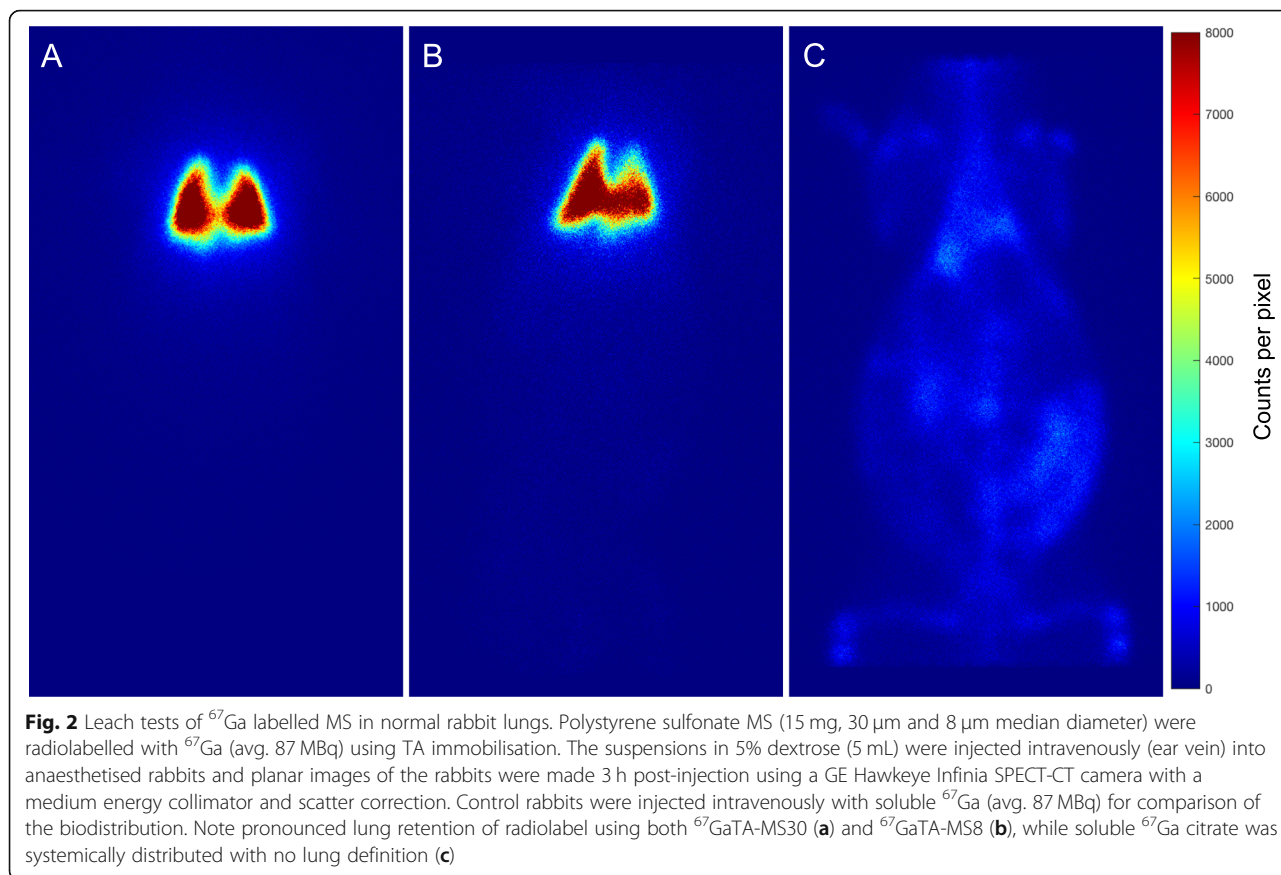 A
B
C
8000
7000
6000
5000
4000
3000
2000
1000
0
Counts per pixel
Fig. 2 Leach tests of ⁶⁷Ga labelled MS in normal rabbit lungs. Polystyrene sulfonate MS (15 mg, 30 μm and 8 μm median diameter) were
radiolabelled with ⁶⁷Ga (avg. 87 MBq) using TA immobilisation. The suspensions in 5% dextrose (5 mL) were injected intravenously (ear vein) into
anaesthetised rabbits and planar images of the rabbits were made 3 h post-injection using a GE Hawkeye Infinia SPECT-CT camera with a
medium energy collimator and scatter correction. Control rabbits were injected intravenously with soluble ⁶⁷Ga (avg. 87 MBq) for comparison of
the biodistribution. Note pronounced lung retention of radiolabel using both ⁶⁷GaTA-MS30 (a) and ⁶⁷GaTA-MS8 (b), while soluble ⁶⁷Ga citrate was
systemically distributed with no lung definition (c)